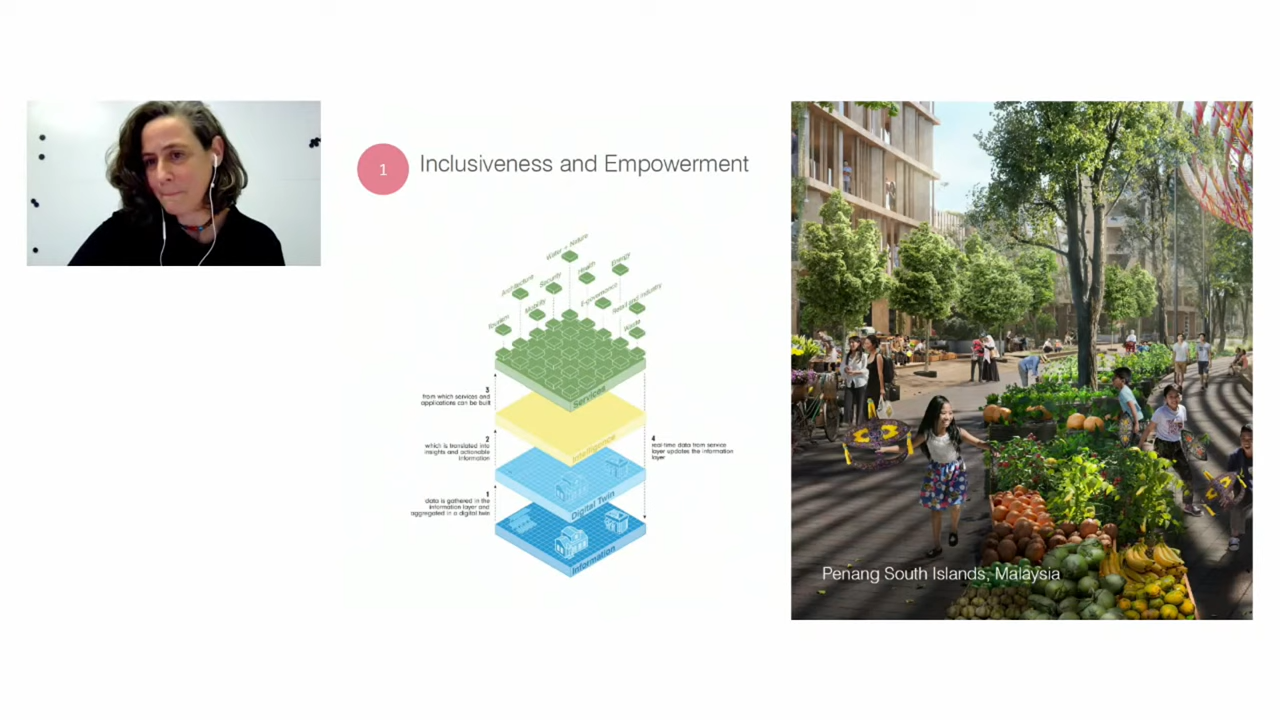 1
Inclusiveness and Empowerment
Water + Nature
Energy
Health
Security
Architecture
E-governance
Retail and Industry
Mobility
Tourism
Waste
Services
3
from which services and
applications can be built
Intelligence
2
which is translated into
insights and actionable
information
4
real-time data from service
layer updates the information
layer
Digital Twin
1
data is gathered in the
information layer and
aggregated in a digital twin
Information
Penang South Islands, Malaysia